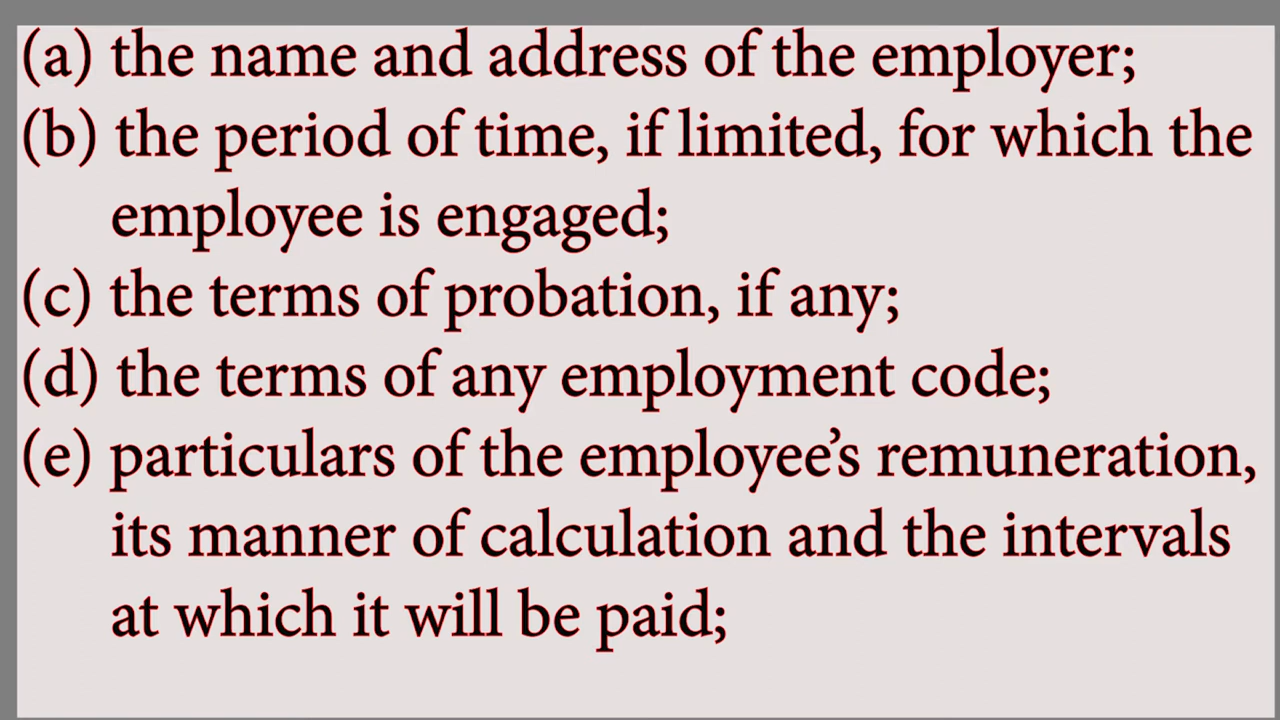 (a) the name and address of the employer;
(b) the period of time, if limited, for which the
employee is engaged;
(c) the terms of probation, if any;
(d) the terms of any employment code;
(e) particulars of the employee’s remuneration,
its manner of calculation and the intervals
at which it will be paid;